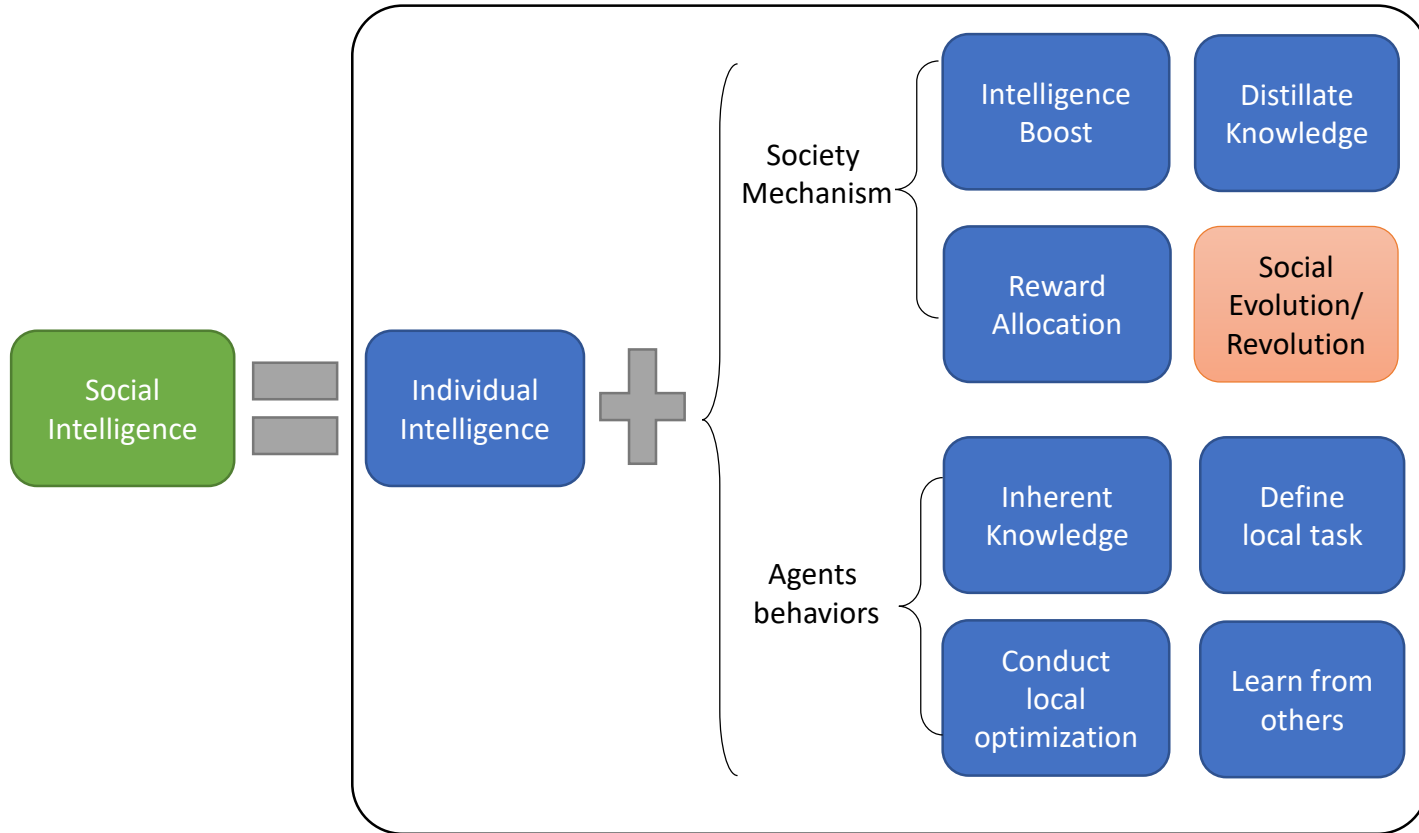 Social
Intelligence
Individual
Intelligence
Society
Mechanism
Intelligence
Boost
Distillate
Knowledge
Reward
Allocation
Social
Evolution/
Revolution
Agents
behaviors
Inherent
Knowledge
Define
local task
Conduct
local
optimization
Learn from
others